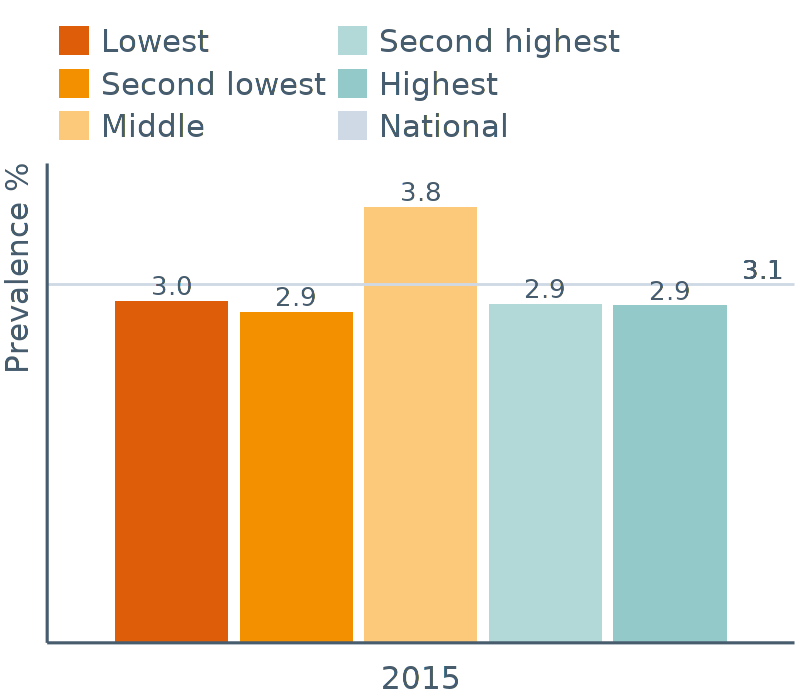 Lowest
Second lowest
Middle
Second highest
Highest
National
Prevalence %
3.0
2.9
3.8
2.9
2.9
3.1
2015